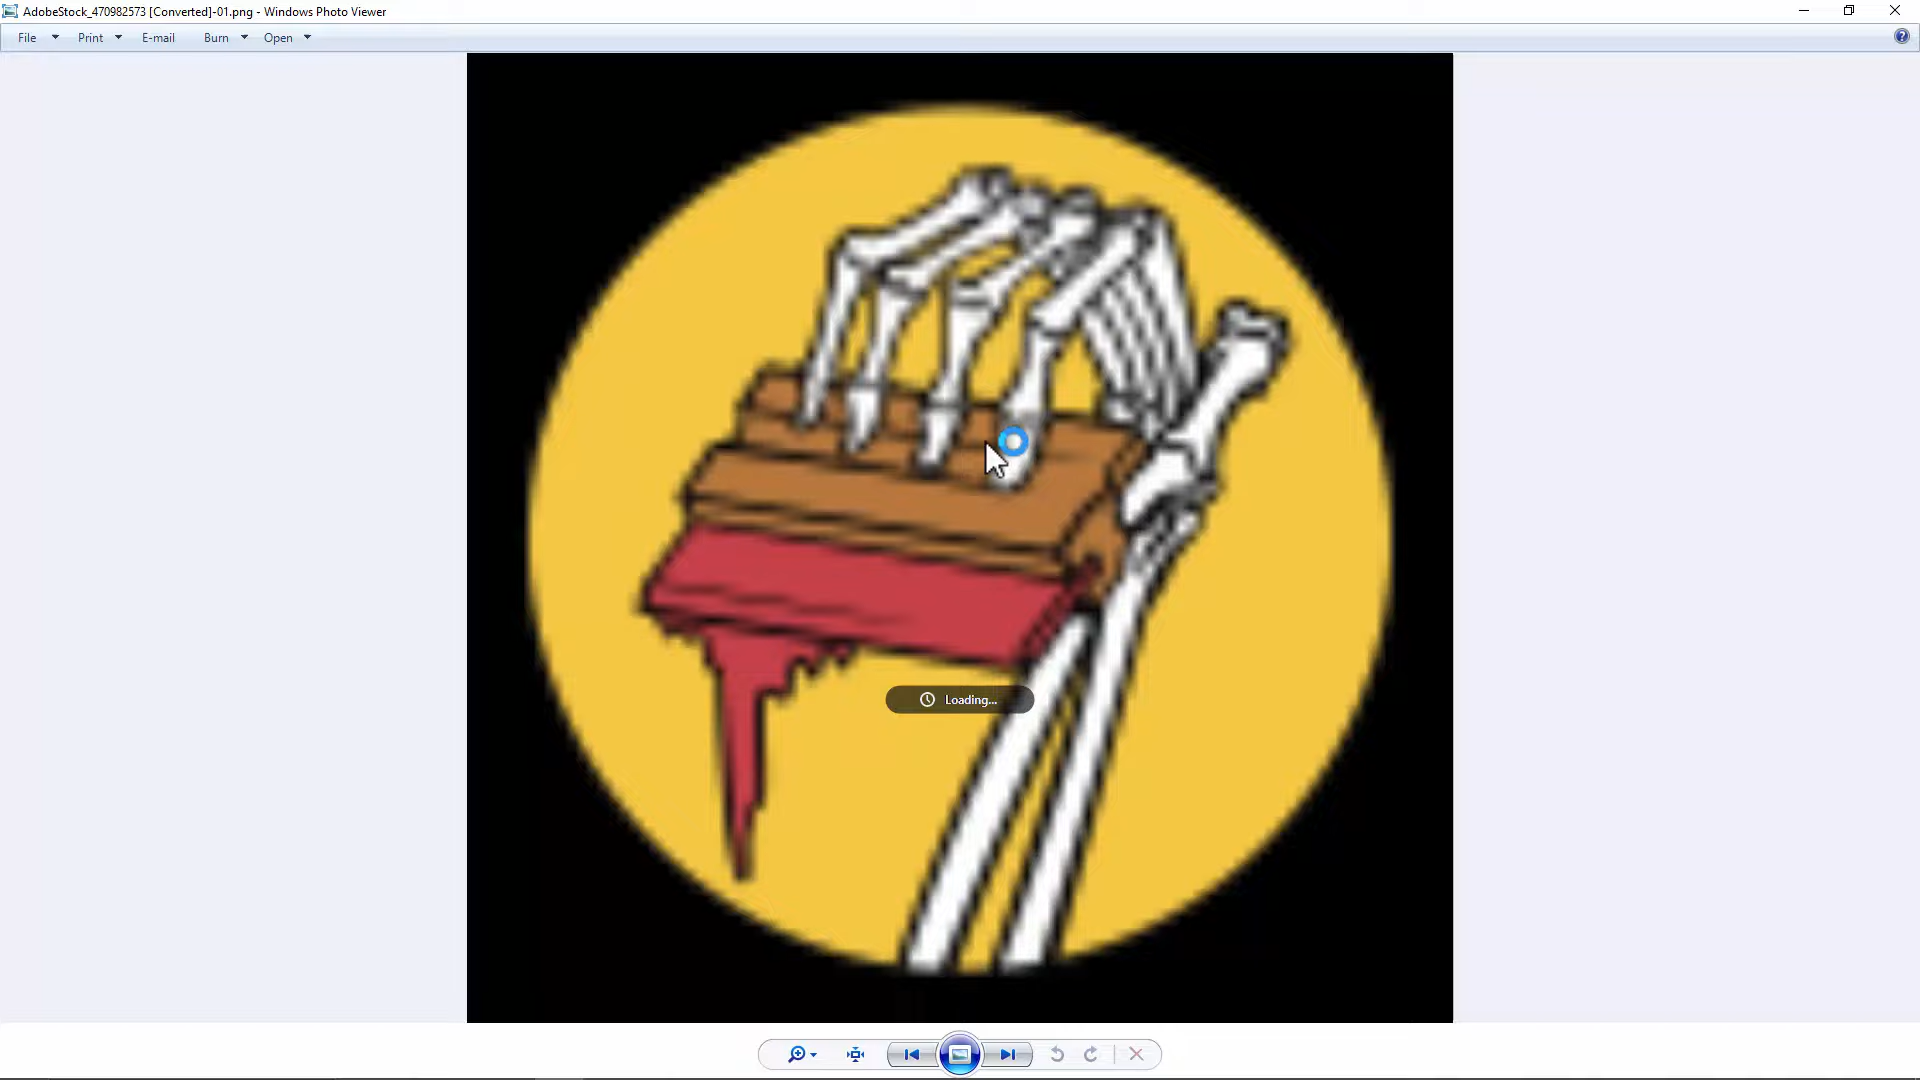 AdobeStock_470982573 [Converted]-01.png - Windows Photo Viewer
File Print E-mail Burn Open
Loading...